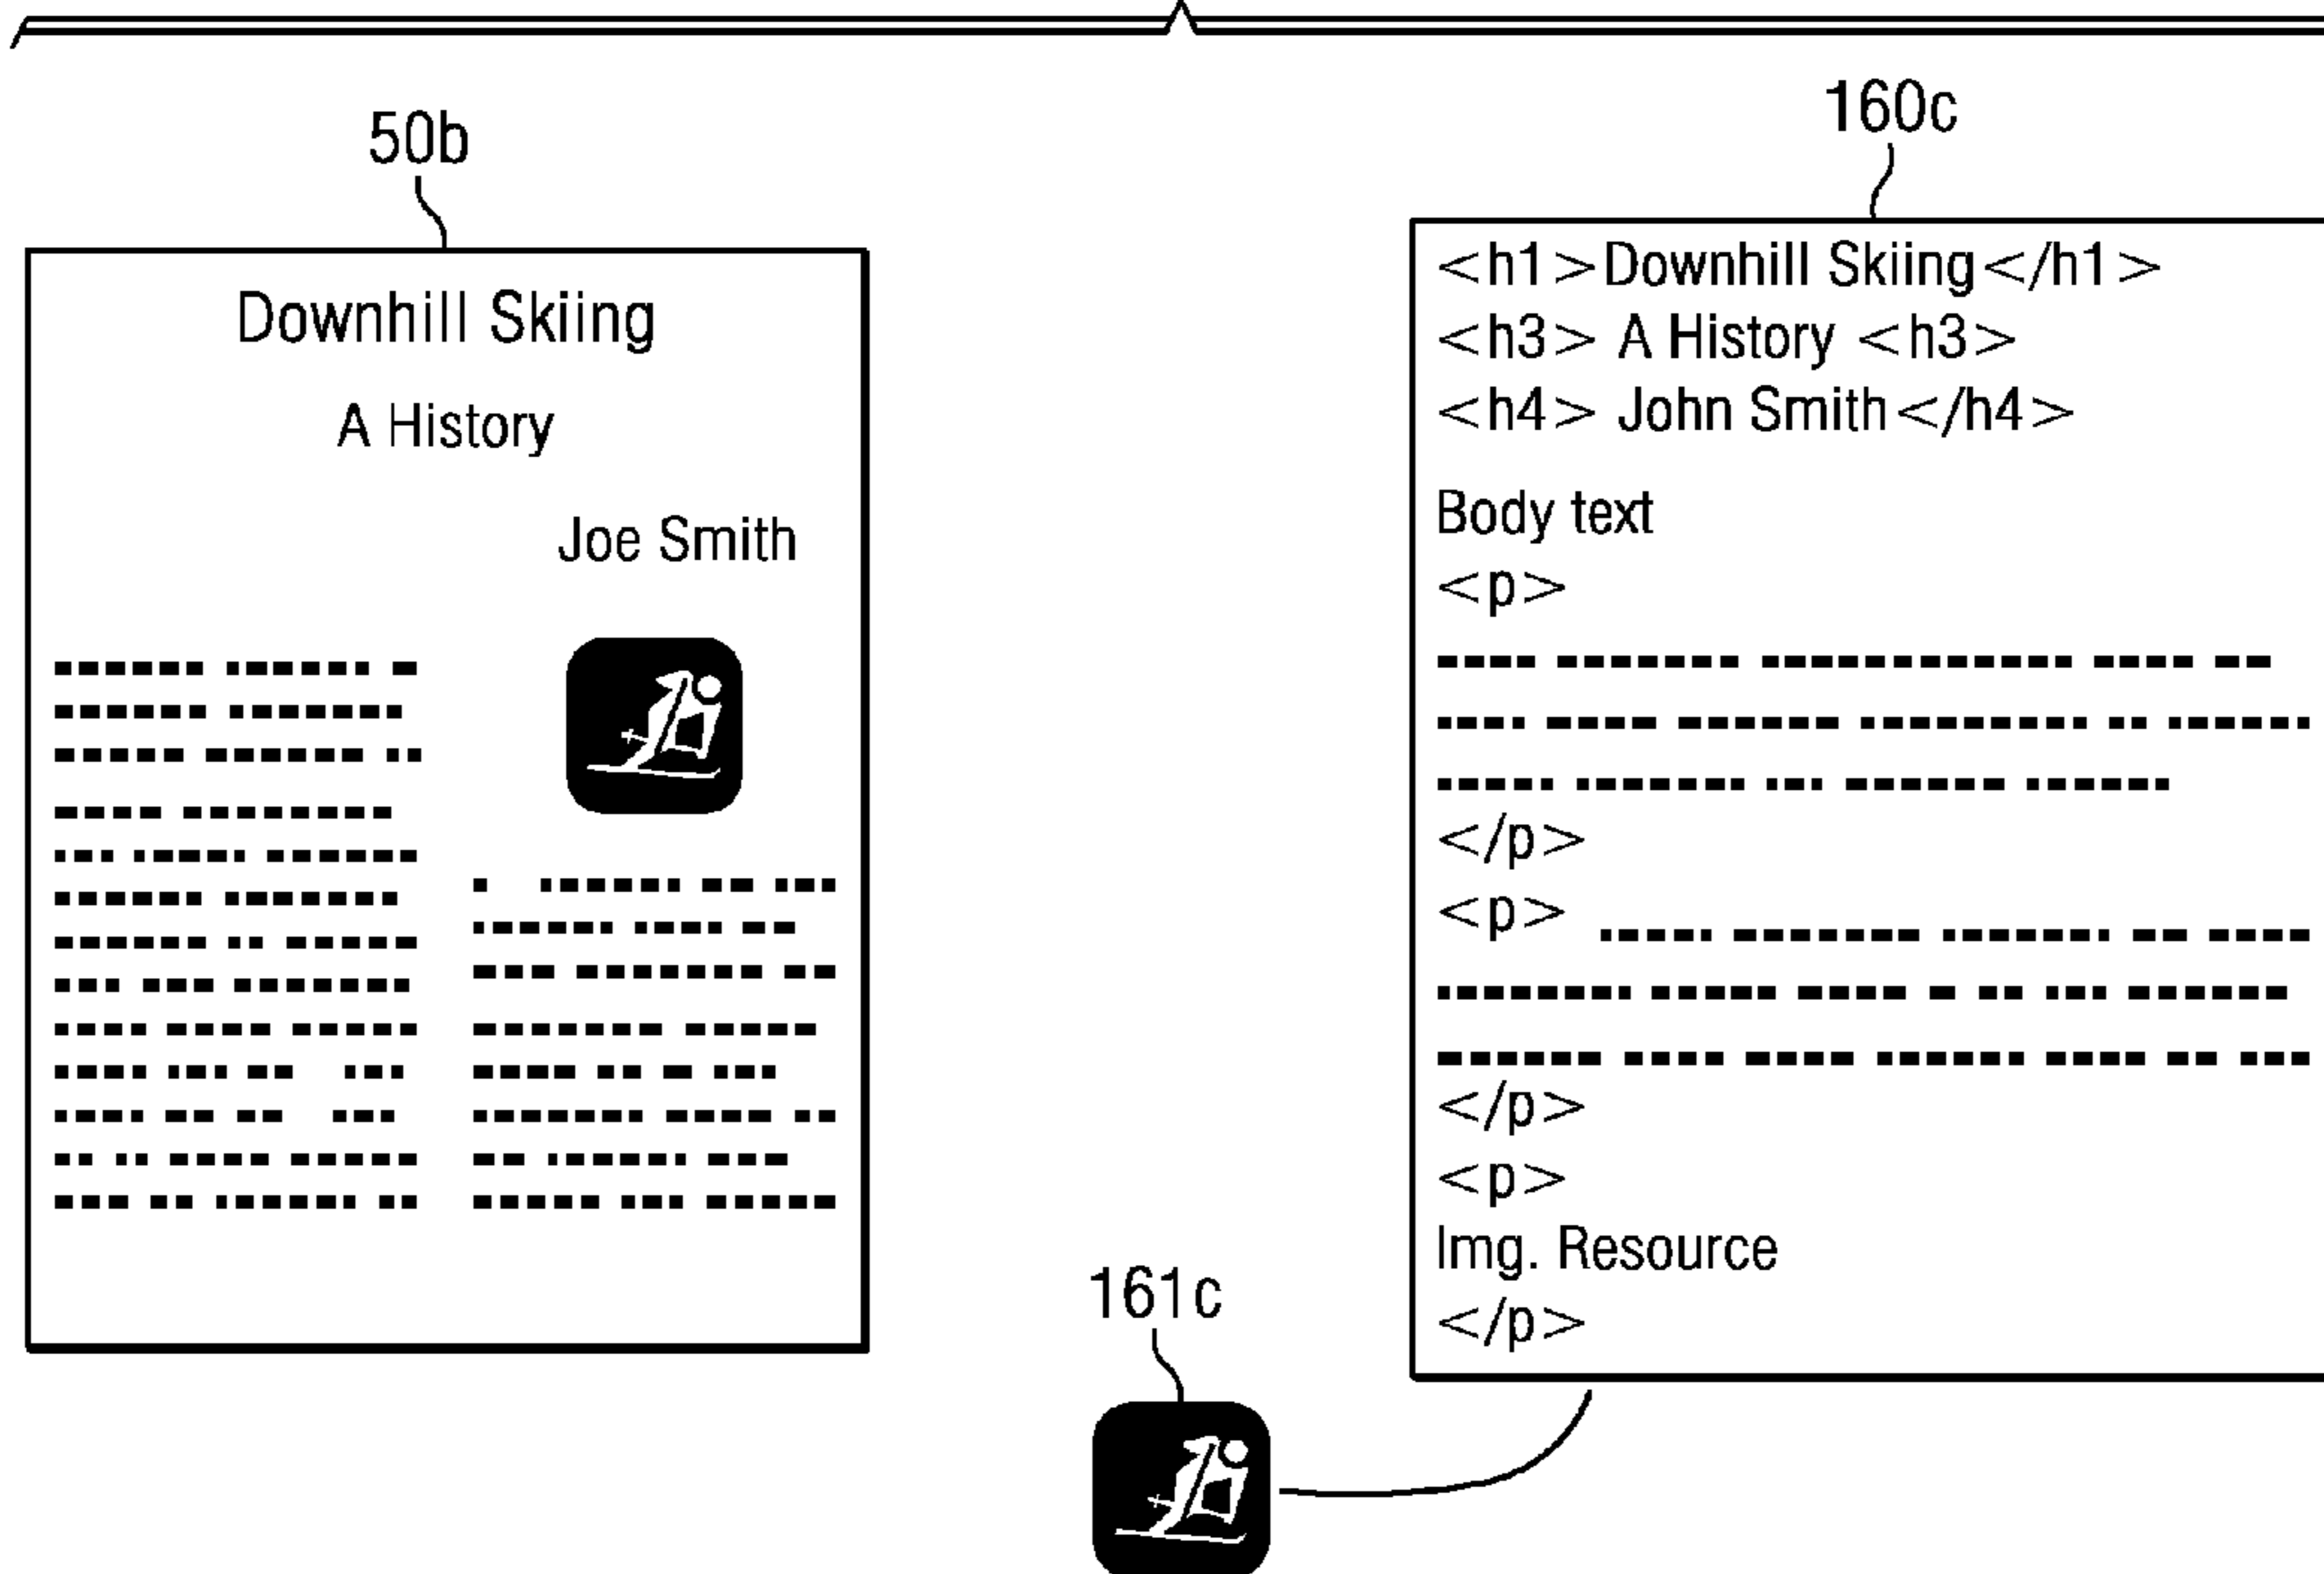 50b
Downhill Skiing
A History
Joe Smith
160c
<h1>Downhill Skiing</h1>
<h3> A History <h3>
<h4> John Smith</h4>
Body text
<p>
</p>
<p>
</p>
<p>
Img. Resource
</p>
161c